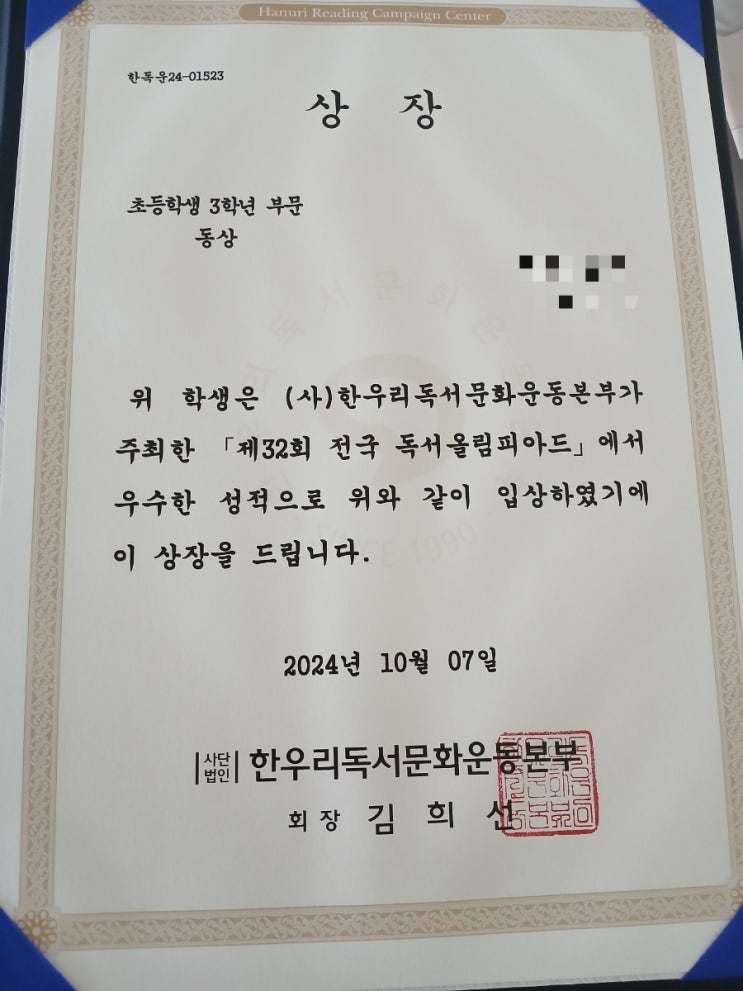 Hanuri Reading Campaign Center
한독운24-01523
상 장
초등학생 3학년 부문
동상
위 학생은 (사)한우리독서문화운동본부가
주최한 「제32회 전국 독서올림피아드」에서
우수한 성적으로 위와 같이 입상하였기에
이 상장을 드립니다.
2024년 10월 07일
사단법인 한우리독서문화운동본부
회장 김 희 선